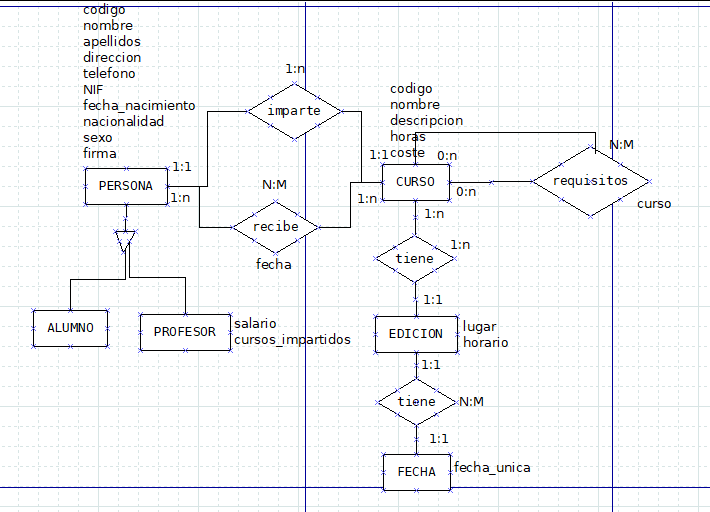 codigo
nombre
apellidos
direccion
telefono
NIF
fecha_nacimiento
nacionalidad
sexo
firma
1:n
imparte
codigo
nombre
descripcion
horas
coste
1:1
PERSONA
1:n
N:M
recibe
fecha
1:1
0:n
CURSO
1:n
0:n
N:M
requisitos
curso
1:n
tiene
1:n
1:1
ALUMNO
PROFESOR
salario
cursos_impartidos
EDICION
lugar
horario
1:1
tiene
N:M
1:1
FECHA
fecha_unica